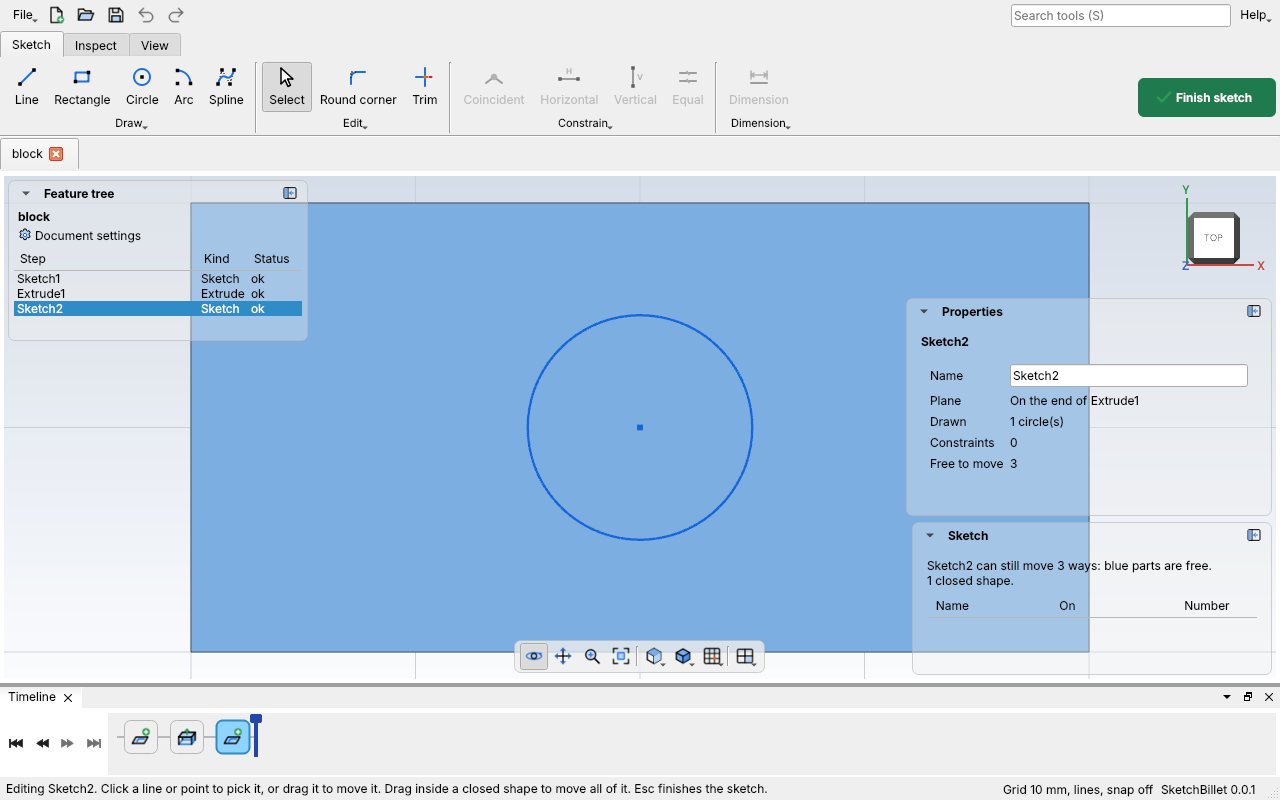 File
Search tools (S)
Help
Sketch
Inspect
View
Line
Rectangle
Circle
Arc
Spline
Select
Round corner
Trim
H
V
Coincident
Horizontal
Vertical
Equal
Dimension
Finish sketch
Draw
Edit
Constrain
Dimension
block
Feature tree
block
Document settings
Step Kind Status
Sketch1 Sketch ok
Extrude1 Extrude ok
Sketch2 Sketch ok
Y
TOP
Z
X
Properties
Sketch2
Name Sketch2
Plane On the end of Extrude1
Drawn 1 circle(s)
Constraints 0
Free to move 3
Sketch
Sketch2 can still move 3 ways: blue parts are free.
1 closed shape.
Name On Number
Timeline
Editing Sketch2. Click a line or point to pick it, or drag it to move it. Drag inside a closed shape to move all of it. Esc finishes the sketch.
Grid 10 mm, lines, snap off SketchBillet 0.0.1